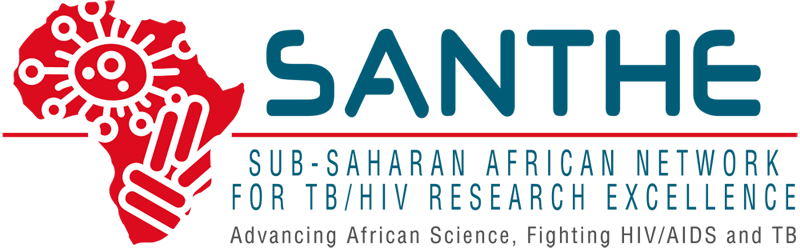 SANTHE
SUB-SAHARAN AFRICAN NETWORK
FOR TB/HIV RESEARCH EXCELLENCE
Advancing African Science, Fighting HIV/AIDS and TB